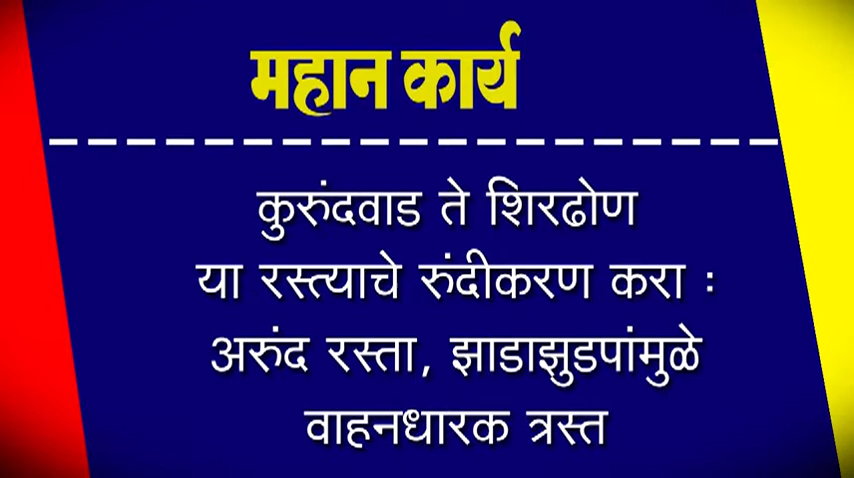 महान कार्य
कुरुंदवाड ते शिरढोण
या रस्त्याचे रुंदीकरण करा :
अरुंद रस्ता, झाडाझुडपांमुळे
वाहनधारक त्रस्त